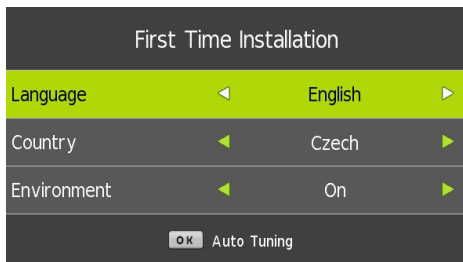 First Time Installation
Language English
Country Czech
Environment On
OK Auto Tuning